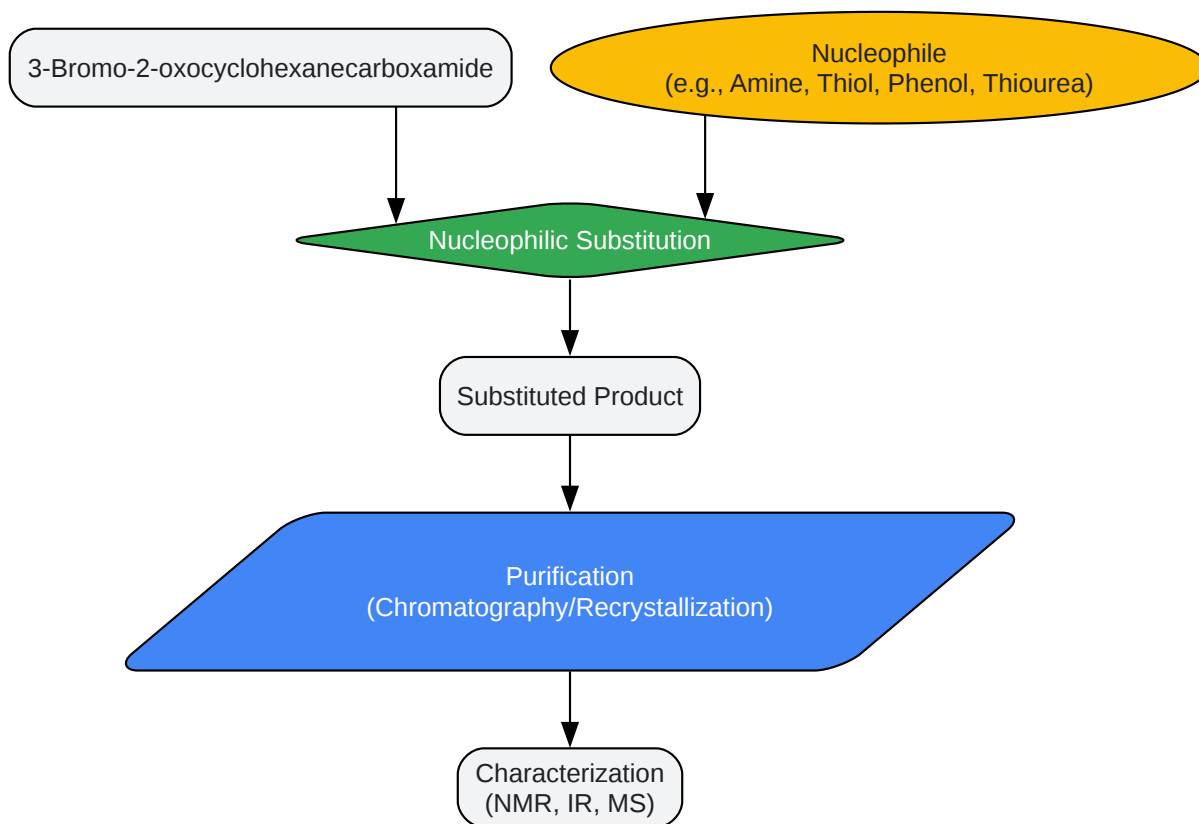 3-Bromo-2-oxocyclohexanecarboxamide
Nucleophile
(e.g., Amine, Thiol, Phenol, Thiourea)
Nucleophilic Substitution
Substituted Product
Purification
(Chromatography/Recrystallization)
Characterization
(NMR, IR, MS)